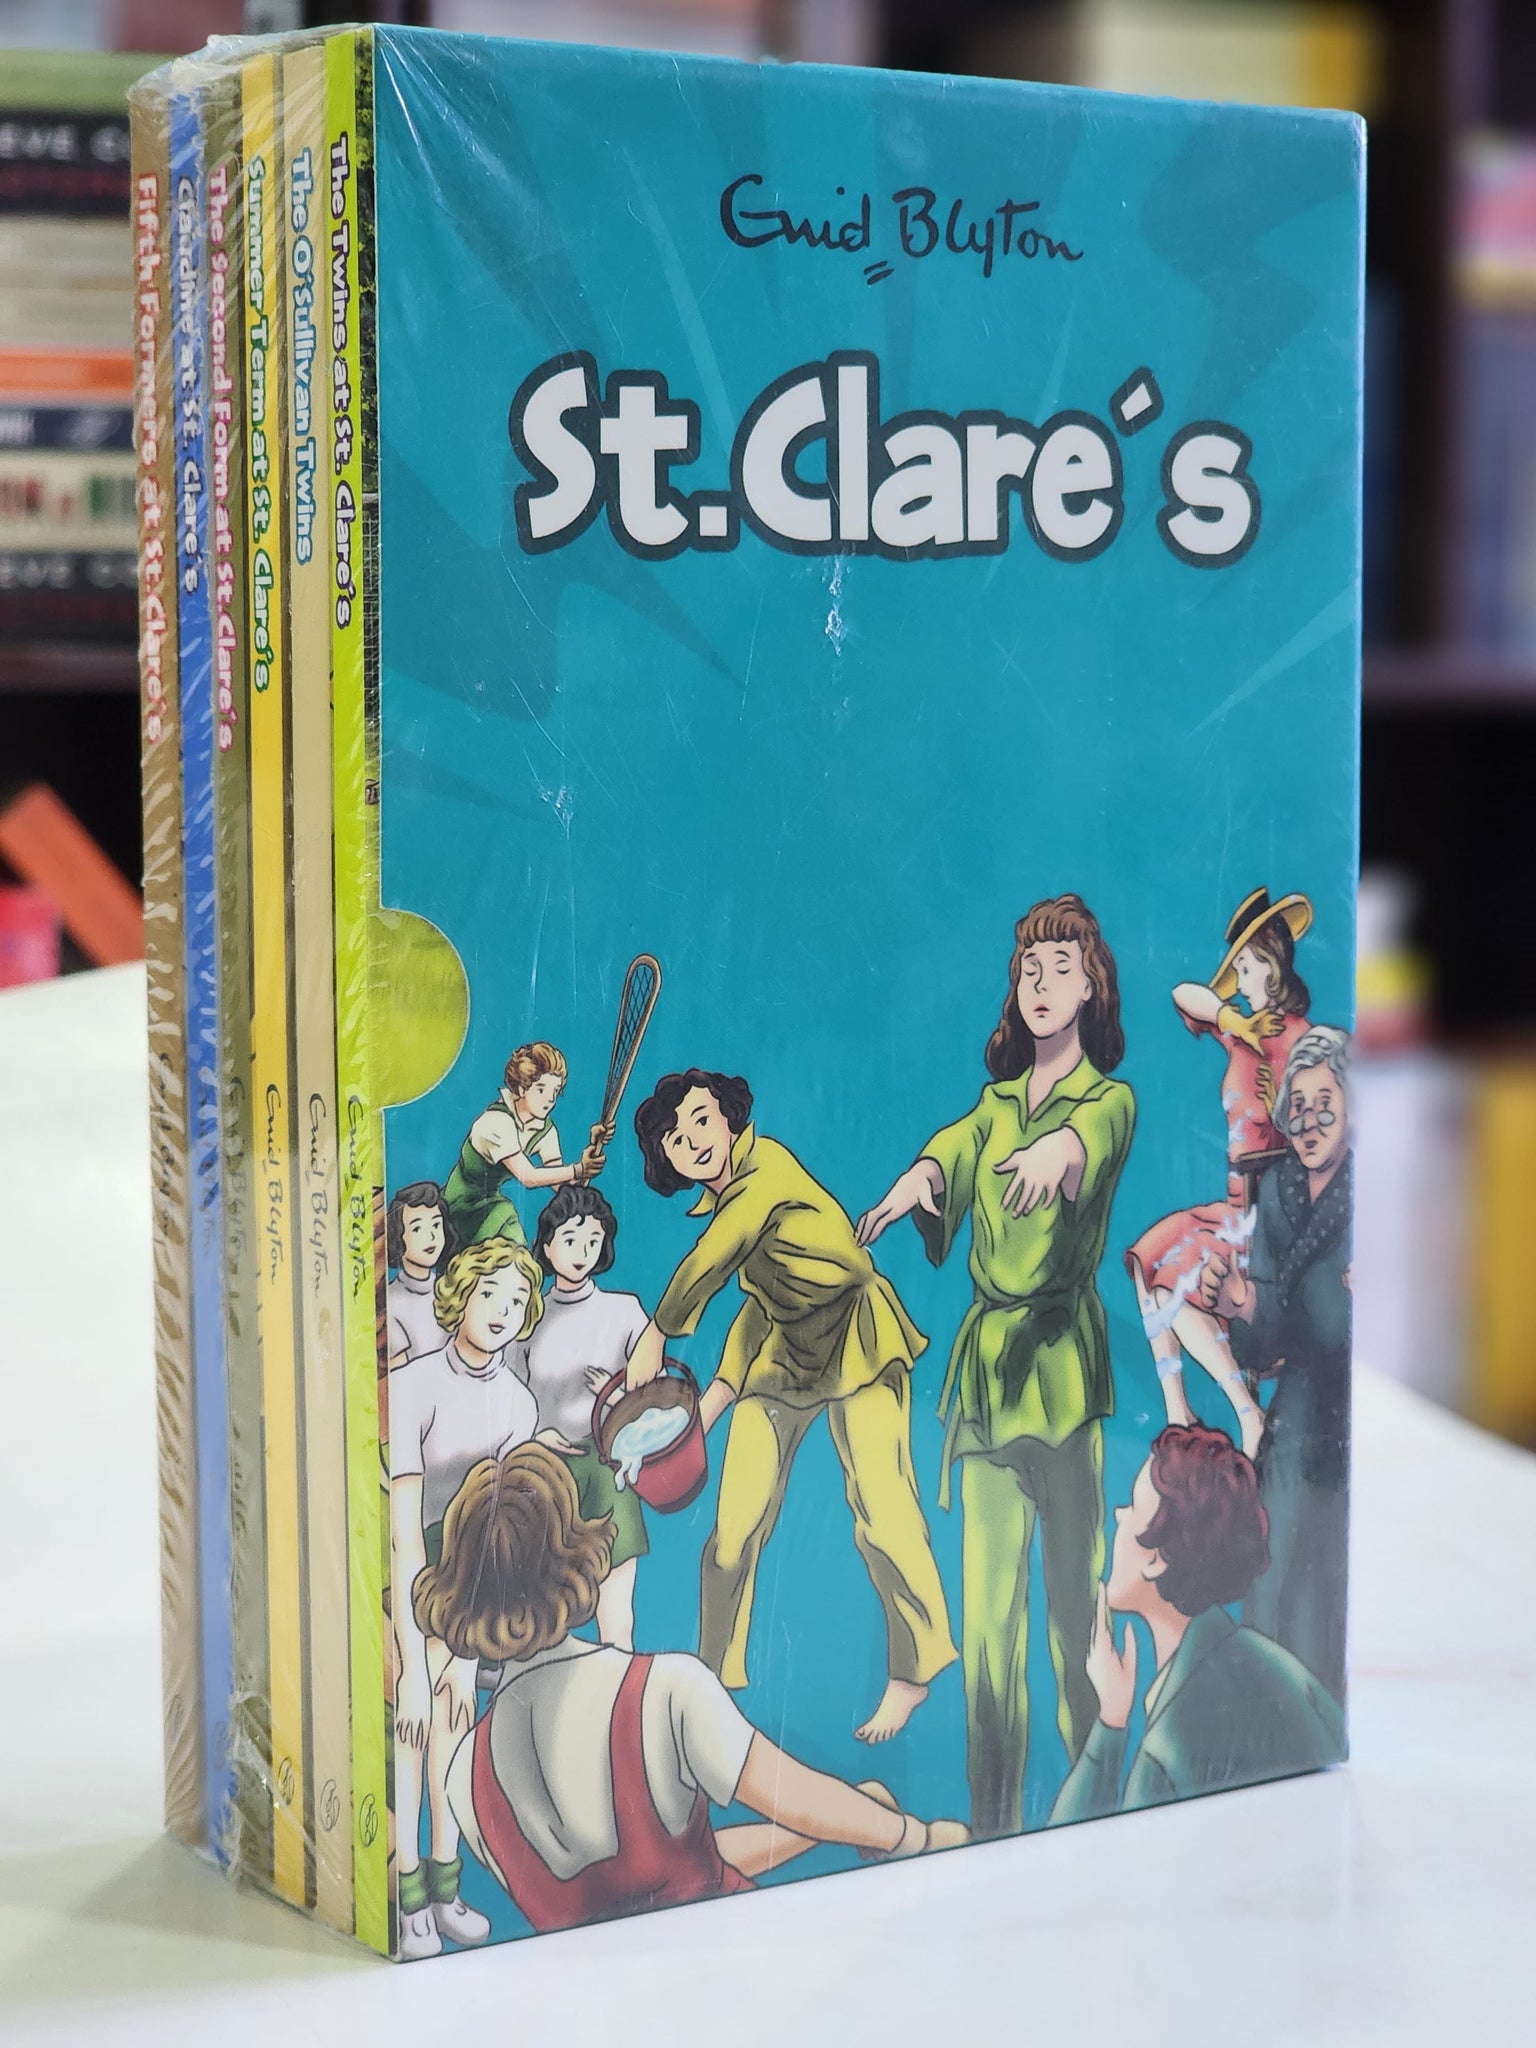 Enid Blyton
St. Clare's
The Twins at St. Clare's
Enid Blyton
The O'Sullivan Twins
Enid Blyton
Summer Term at St. Clare's
Enid Blyton
The Second Form at St. Clare's
Enid Blyton
Claudine at St. Clare's
Fifth Formers at St. Clare's